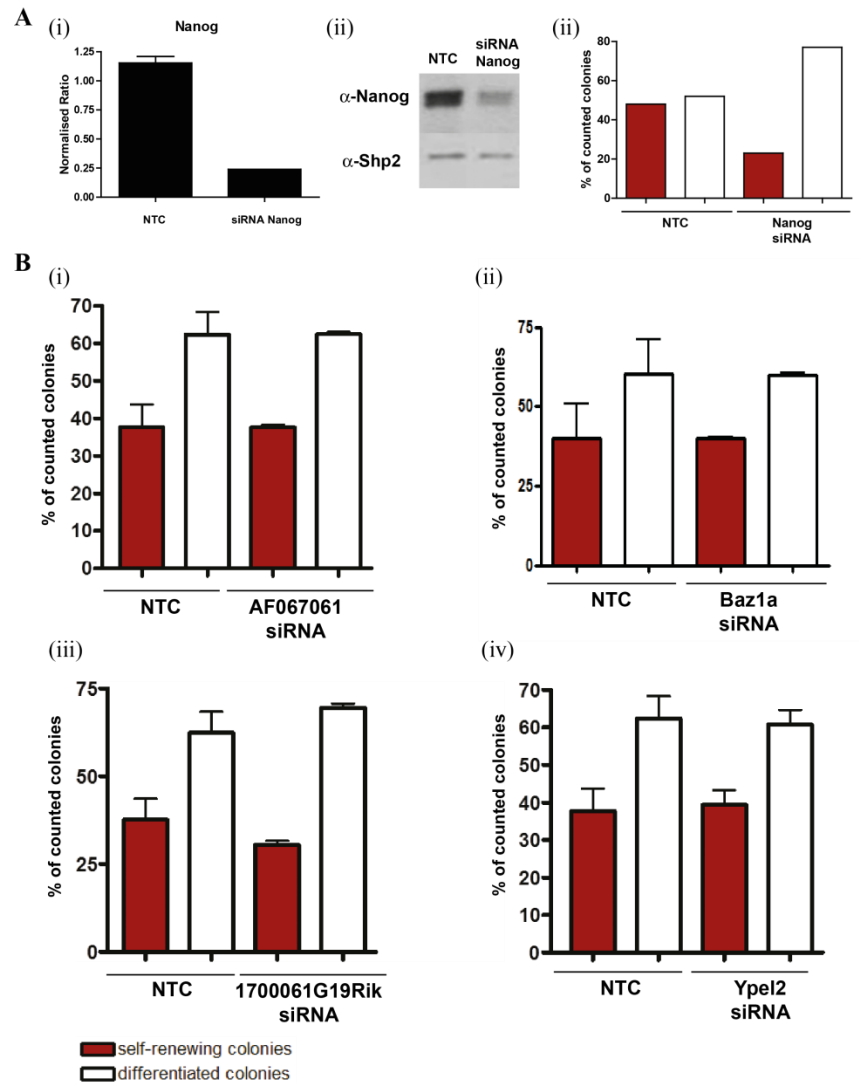 A
(i)
Nanog
Normalised Ratio
1.25
1.00
0.75
0.50
0.25
0.00
NTC
siRNA Nanog
(ii)
NTC
siRNA
Nanog
α-Nanog
α-Shp2
(ii)
% of counted colonies
80
60
40
20
0
NTC
Nanog
siRNA
B
(i)
% of counted colonies
70
60
50
40
30
20
10
0
NTC
AF067061
siRNA
(ii)
% of counted colonies
75
50
25
0
NTC
Baz1a
siRNA
(iii)
% of counted colonies
75
50
25
0
NTC
1700061G19Rik
siRNA
(iv)
% of counted colonies
70
60
50
40
30
20
10
0
NTC
Ypel2
siRNA
self-renewing colonies
differentiated colonies